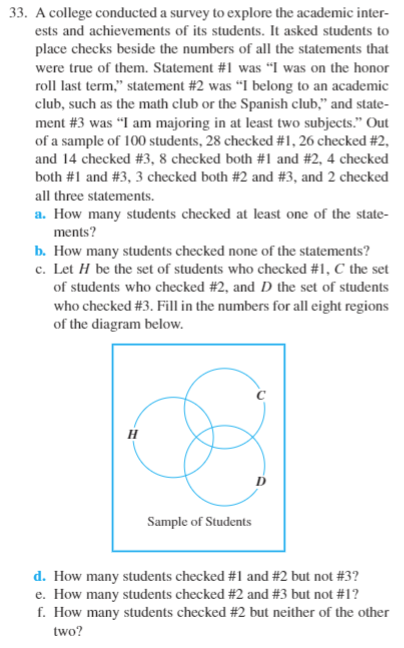 33. A college conducted a survey to explore the academic inter-
ests and achievements of its students. It asked students to
place checks beside the numbers of all the statements that
were true of them. Statement #1 was “I was on the honor
roll last term,” statement #2 was “I belong to an academic
club, such as the math club or the Spanish club,” and state-
ment #3 was “I am majoring in at least two subjects.” Out
of a sample of 100 students, 28 checked #1, 26 checked #2,
and 14 checked #3, 8 checked both #1 and #2, 4 checked
both #1 and #3, 3 checked both #2 and #3, and 2 checked
all three statements.
a. How many students checked at least one of the state-
ments?
b. How many students checked none of the statements?
c. Let H be the set of students who checked #1, C the set
of students who checked #2, and D the set of students
who checked #3. Fill in the numbers for all eight regions
of the diagram below.
C
H
D
Sample of Students
d. How many students checked #1 and #2 but not #3?
e. How many students checked #2 and #3 but not #1?
f. How many students checked #2 but neither of the other
two?